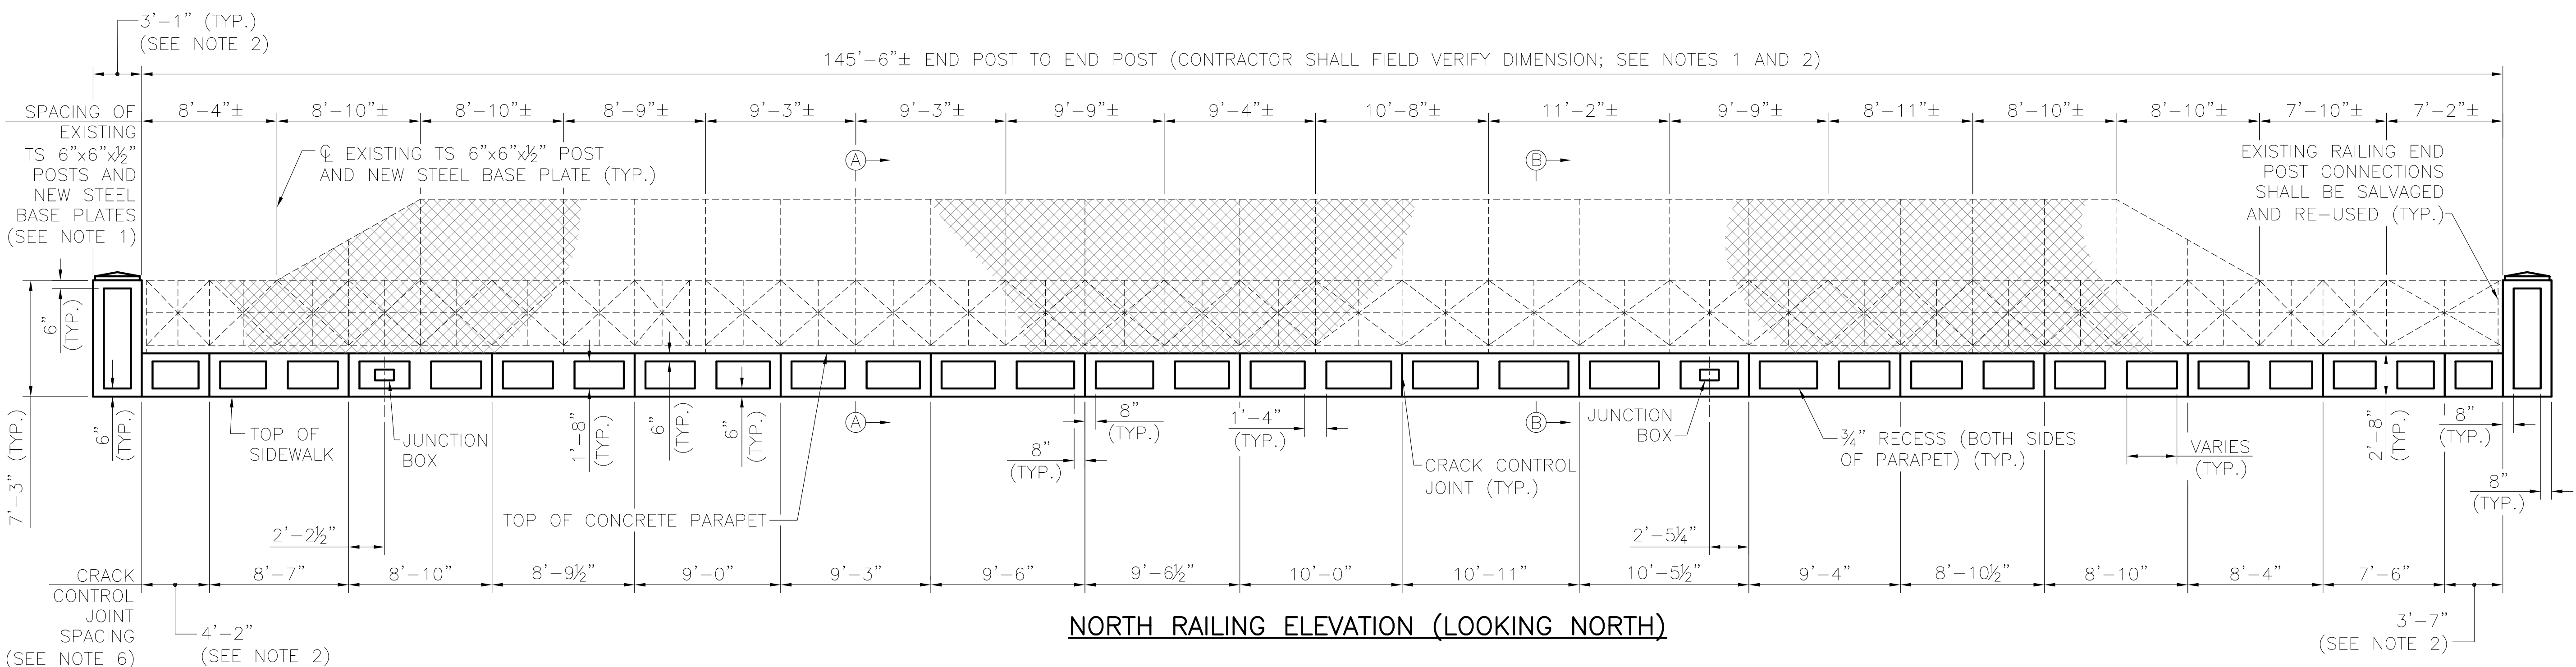 3'-1" (TYP.)
(SEE NOTE 2)
145'-6"± END POST TO END POST (CONTRACTOR SHALL FIELD VERIFY DIMENSION; SEE NOTES 1 AND 2)
SPACING OF
EXISTING
TS 6"x6"x½"
POSTS AND
NEW STEEL
BASE PLATES
(SEE NOTE 1)
8'-4"± 8'-10"± 8'-10"± 8'-9"± 9'-3"± 9'-3"± 9'-9"± 9'-4"± 10'-8"± 11'-2"± 9'-9"± 8'-11"± 8'-10"± 8'-10"± 7'-10"± 7'-2"±
℄ EXISTING TS 6"x6"x½" POST
AND NEW STEEL BASE PLATE (TYP.)
A
B
EXISTING RAILING END
POST CONNECTIONS
SHALL BE SALVAGED
AND RE-USED (TYP.)
6"
(TYP.)
7'-3" (TYP.)
6"
(TYP.)
TOP OF
SIDEWALK
JUNCTION
BOX
1'-8"
(TYP.)
6"
(TYP.)
6"
(TYP.)
A
8"
(TYP.)
8"
(TYP.)
1'-4"
(TYP.)
CRACK CONTROL
JOINT (TYP.)
B
JUNCTION
BOX
¾" RECESS (BOTH SIDES
OF PARAPET) (TYP.)
VARIES
(TYP.)
2'-8"
(TYP.)
8"
(TYP.)
8"
(TYP.)
TOP OF CONCRETE PARAPET
2'-2½"
2'-5¼"
CRACK
CONTROL
JOINT
SPACING
(SEE NOTE 6)
4'-2"
(SEE NOTE 2)
8'-7" 8'-10" 8'-9½" 9'-0" 9'-3" 9'-6" 9'-6½" 10'-0" 10'-11" 10'-5½" 9'-4" 8'-10½" 8'-10" 8'-4" 7'-6"
3'-7"
(SEE NOTE 2)
NORTH RAILING ELEVATION (LOOKING NORTH)